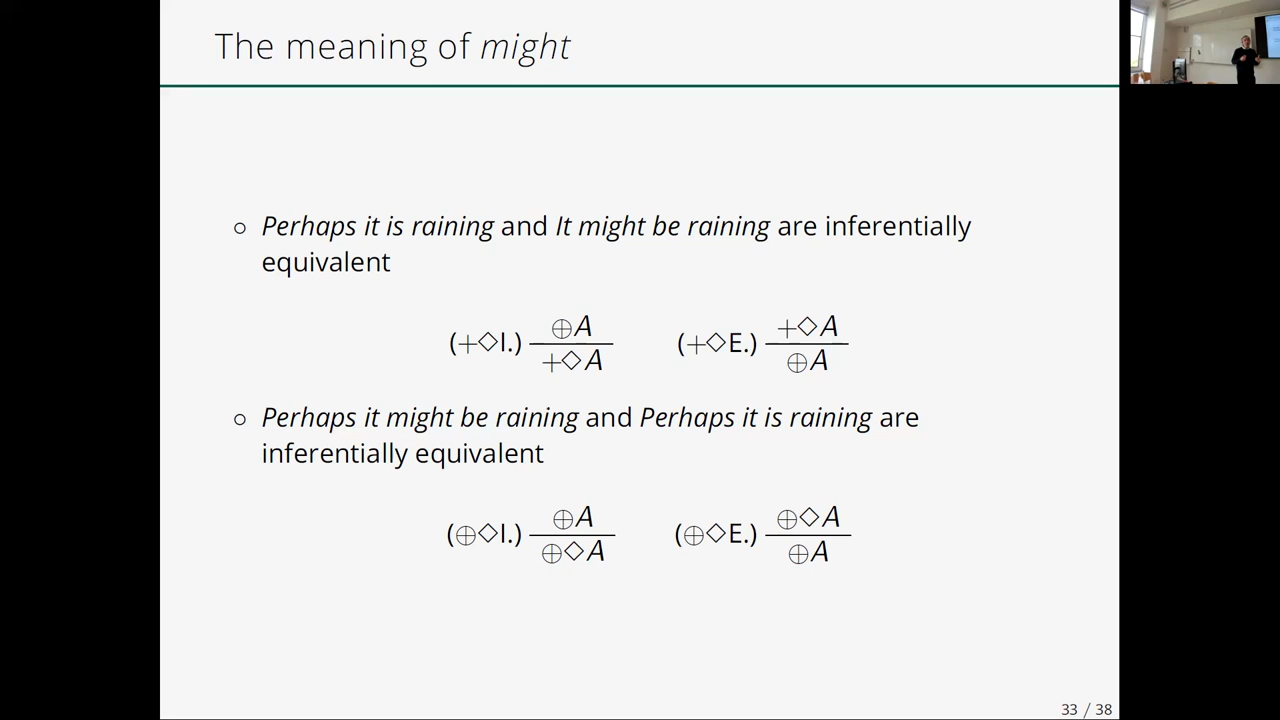 The meaning of might
○ Perhaps it is raining and It might be raining are inferentially
equivalent
(+◇I.) ⊕A / +◇A (+◇E.) +◇A / ⊕A
○ Perhaps it might be raining and Perhaps it is raining are
inferentially equivalent
(⊕◇I.) ⊕A / ⊕◇A (⊕◇E.) ⊕◇A / ⊕A
33 / 38